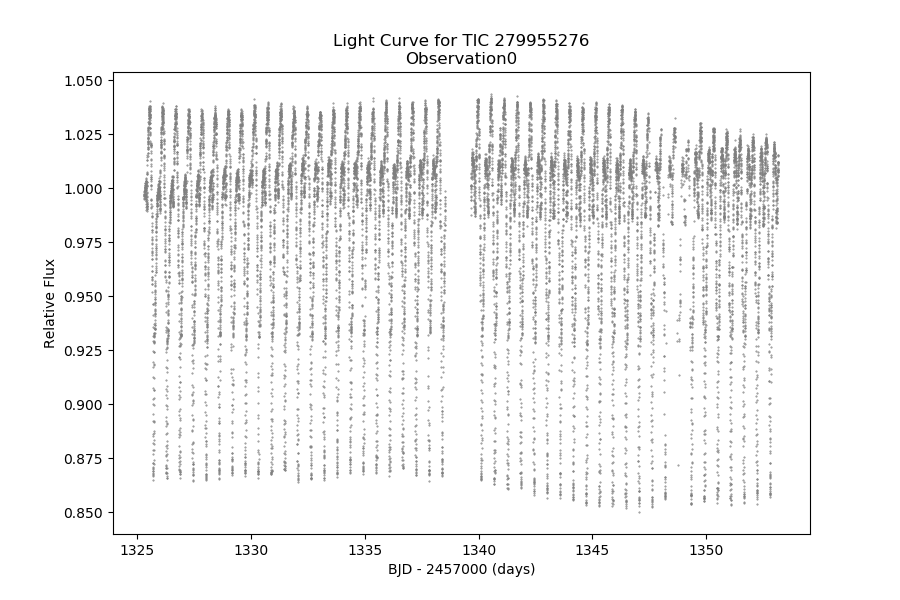 Light Curve for TIC 279955276
Observation0
1.050
1.025
1.000
0.975
0.950
0.925
0.900
0.875
0.850
Relative Flux
1325 1330 1335 1340 1345 1350
BJD - 2457000 (days)